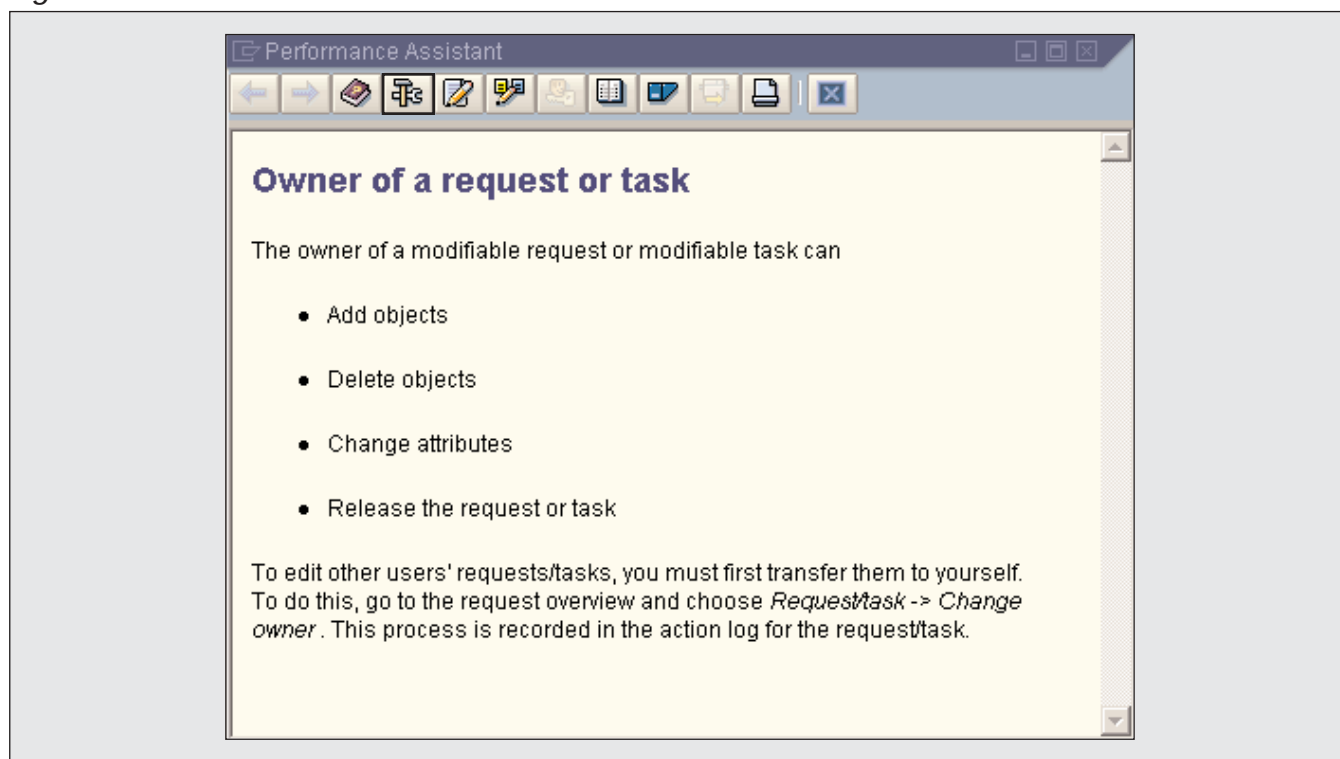 Performance Assistant
Owner of a request or task
The owner of a modifiable request or modifiable task can
• Add objects
• Delete objects
• Change attributes
• Release the request or task
To edit other users' requests/tasks, you must first transfer them to yourself.
To do this, go to the request overview and choose Request/task -> Change
owner . This process is recorded in the action log for the request/task.